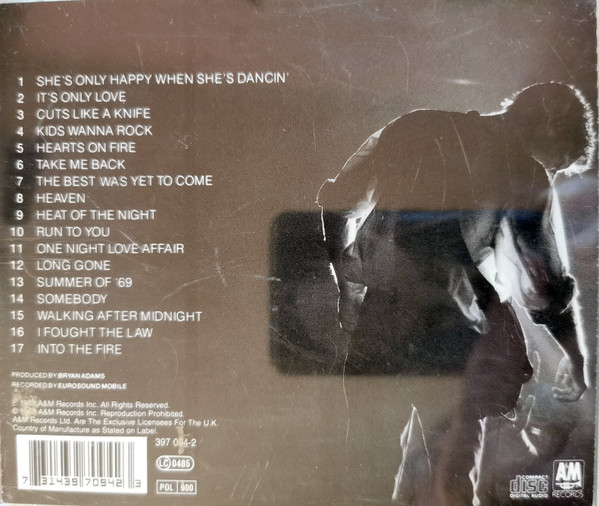 1 SHE'S ONLY HAPPY WHEN SHE'S DANCIN'
2 IT'S ONLY LOVE
3 CUTS LIKE A KNIFE
4 KIDS WANNA ROCK
5 HEARTS ON FIRE
6 TAKE ME BACK
7 THE BEST WAS YET TO COME
8 HEAVEN
9 HEAT OF THE NIGHT
10 RUN TO YOU
11 ONE NIGHT LOVE AFFAIR
12 LONG GONE
13 SUMMER OF '69
14 SOMEBODY
15 WALKING AFTER MIDNIGHT
16 I FOUGHT THE LAW
17 INTO THE FIRE
PRODUCED BY BRYAN ADAMS
RECORDED BY EUROSOUND MOBILE
A&M Records Inc. All Rights Reserved.
A&M Records Inc. Reproduction Prohibited.
A&M Records Ltd. Are The Exclusive Licensees For The U.K.
Country of Manufacture as Stated on Label.
397 094-2
LC 0485
POL 900
7 31439 70942 3
COMPACT
disc
DIGITAL AUDIO
A&M
RECORDS